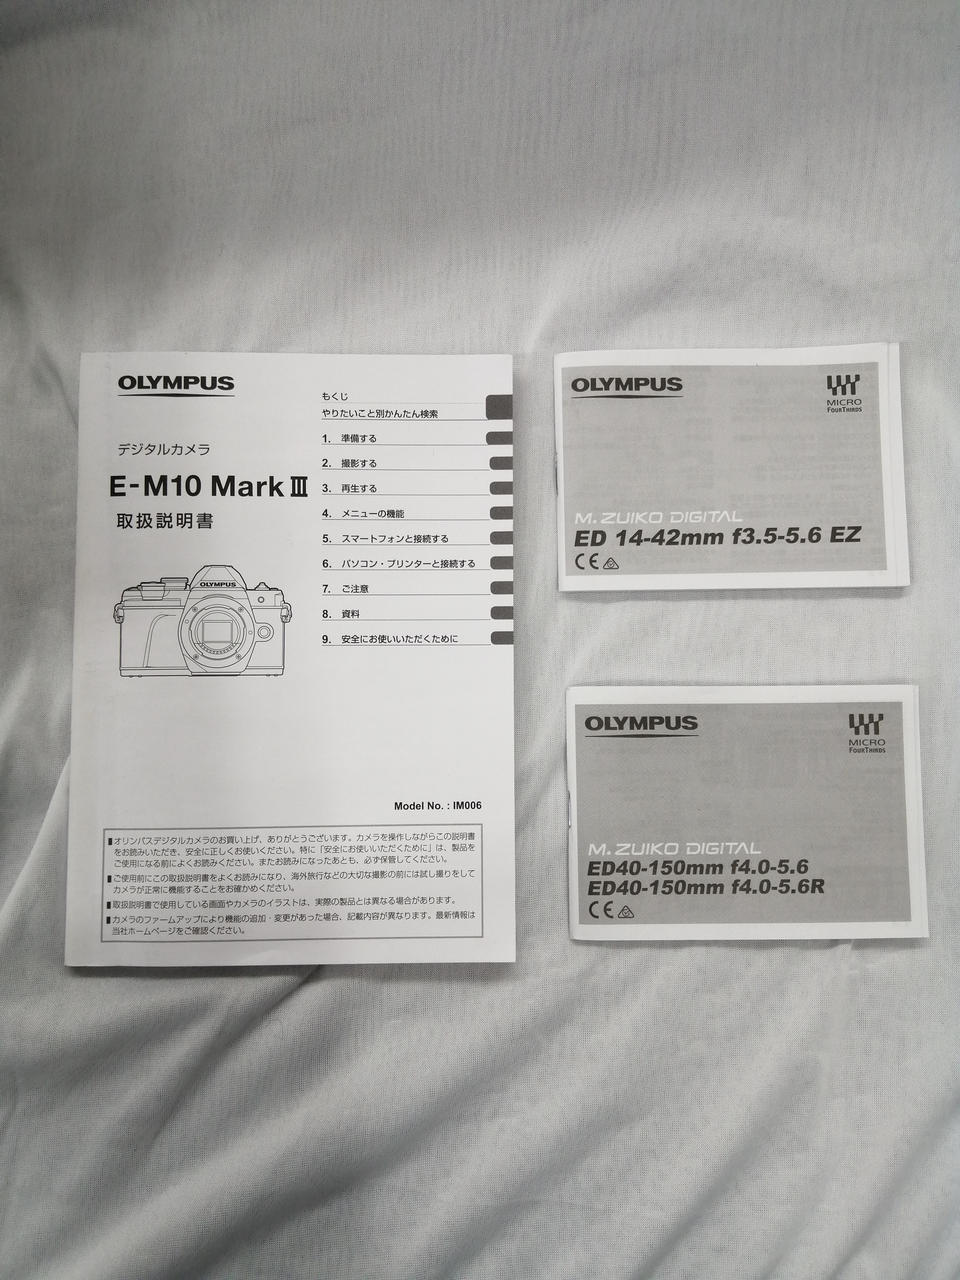 OLYMPUS
デジタルカメラ
E-M10 Mark III
取扱説明書
OLYMPUS
もくじ
やりたいこと別かんたん検索
1. 準備する
2. 撮影する
3. 再生する
4. メニューの機能
5. スマートフォンと接続する
6. パソコン・プリンターと接続する
7. ご注意
8. 資料
9. 安全にお使いいただくために
Model No. : IM006
■ オリンパスデジタルカメラのお買い上げ、ありがとうございます。カメラを操作しながらこの説明書
をお読みいただき、安全に正しくお使いください。特に「安全にお使いいただくために」は、製品を
ご使用になる前によくお読みください。またお読みになったあとも、必ず保管してください。
■ ご使用前にこの取扱説明書をよくお読みになり、海外旅行などの大切な撮影の前には試し撮りをして
カメラが正常に機能することをお確かめください。
■ 取扱説明書で使用している画面やカメラのイラストは、実際の製品とは異なる場合があります。
■ カメラのファームアップにより機能の追加・変更があった場合、記載内容が異なります。最新情報は
当社ホームページをご確認ください。
OLYMPUS
MICRO
FOURTHIRDS
M.ZUIKO DIGITAL
ED 14-42mm f3.5-5.6 EZ
CE
OLYMPUS
MICRO
FOURTHIRDS
M.ZUIKO DIGITAL
ED40-150mm f4.0-5.6
ED40-150mm f4.0-5.6R
CE